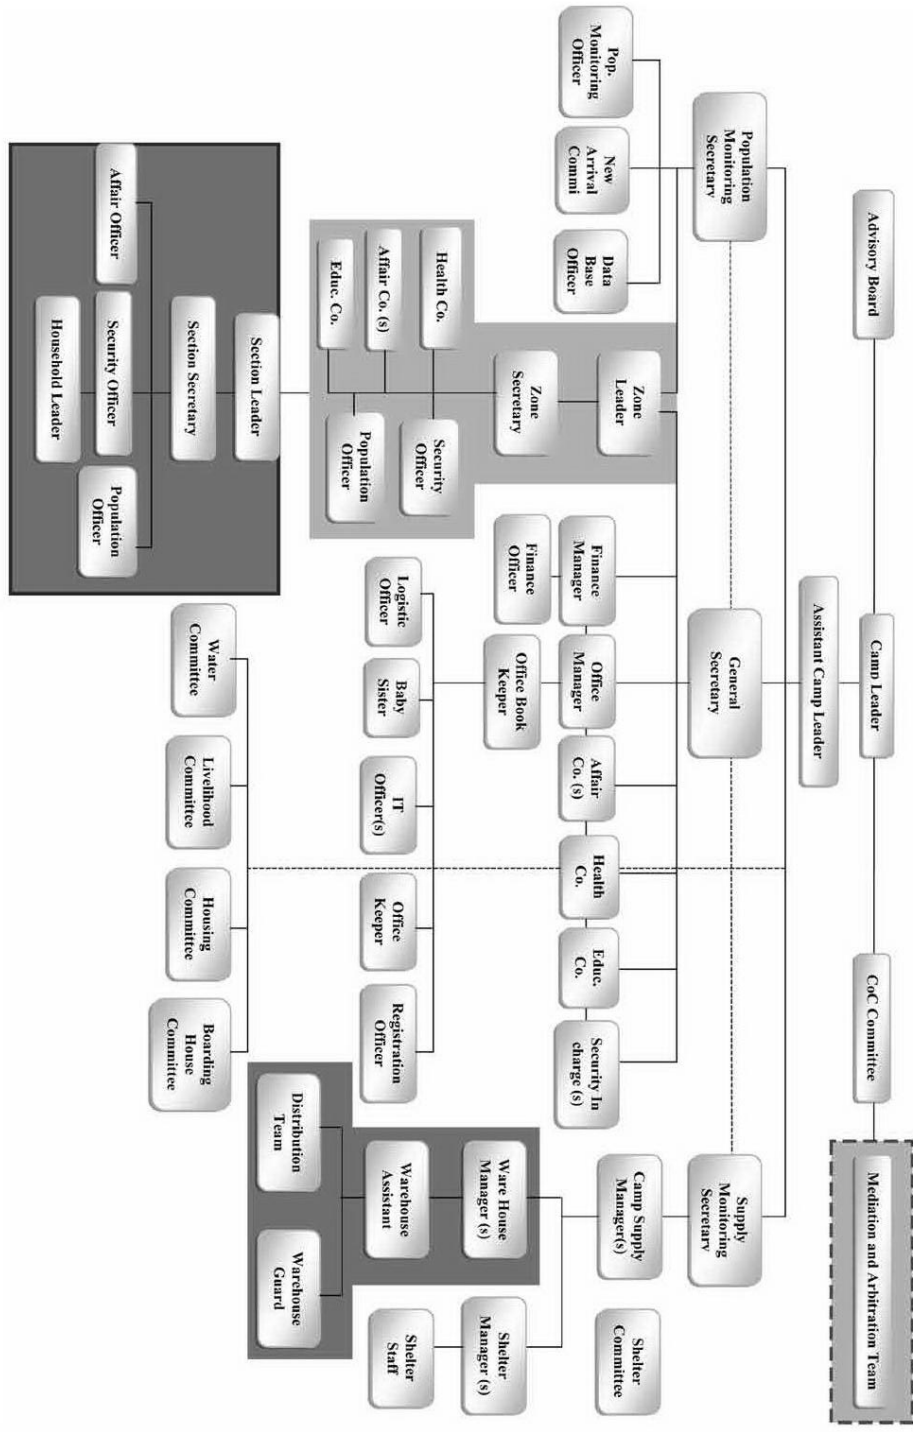 Advisory Board
Camp Leader
CoC Committee
Mediation and Arbitration Team
Assistant Camp Leader
Population
Monitoring
Secretary
General
Secretary
Supply
Monitoring
Secretary
Pop.
Monitoring
Officer
New
Arrival
Commi
Data
Base
Officer
Zone
Leader
Zone
Secretary
Finance
Manager
Office
Manager
Affair
Co. (s)
Health
Co.
Educ.
Co.
Security In
charge (s)
Camp Supply
Manager(s)
Shelter
Committee
Finance
Officer
Office Book
Keeper
Ware House
Manager (s)
Shelter
Manager (s)
Health Co.
Affair Co. (s)
Educ. Co.
Security
Officer
Population
Officer
Logistic
Officer
Baby
Sister
IT
Officer(s)
Office
Keeper
Registration
Officer
Warehouse
Assistant
Shelter
Staff
Section Leader
Section Secretary
Affair Officer
Security Officer
Population
Officer
Household Leader
Water
Committee
Livelihood
Committee
Housing
Committee
Boarding
House
Committee
Distribution
Team
Warehouse
Guard